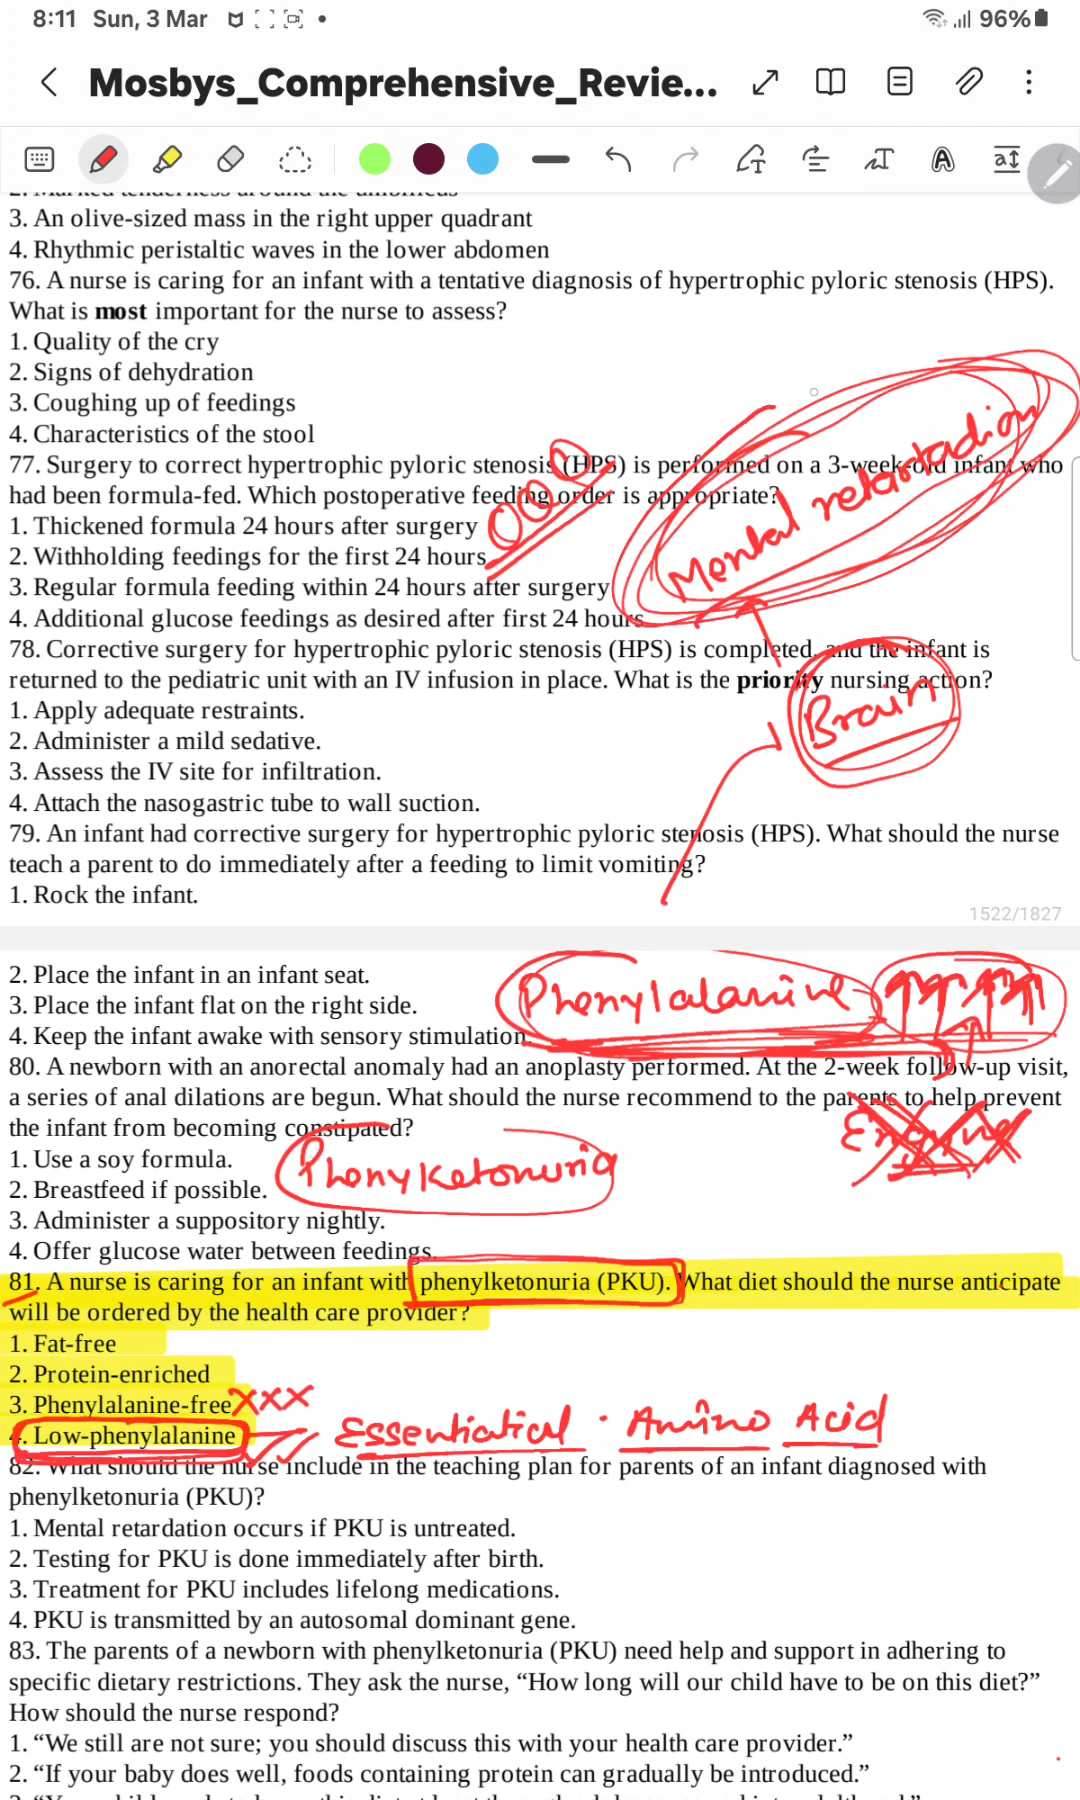 8:11 Sun, 3 Mar 96%
Mosbys_Comprehensive_Revie...
2. Marked tenderness around the umbilicus
3. An olive-sized mass in the right upper quadrant
4. Rhythmic peristaltic waves in the lower abdomen
76. A nurse is caring for an infant with a tentative diagnosis of hypertrophic pyloric stenosis (HPS).
What is most important for the nurse to assess?
1. Quality of the cry
2. Signs of dehydration
3. Coughing up of feedings
4. Characteristics of the stool
Mental retartadion
77. Surgery to correct hypertrophic pyloric stenosis (HPS) is performed on a 3-week-old infant who
had been formula-fed. Which postoperative feeding order is appropriate?
1. Thickened formula 24 hours after surgery
2. Withholding feedings for the first 24 hours
3. Regular formula feeding within 24 hours after surgery
4. Additional glucose feedings as desired after first 24 hours
78. Corrective surgery for hypertrophic pyloric stenosis (HPS) is completed, and the infant is
returned to the pediatric unit with an IV infusion in place. What is the priority nursing action?
Brain
1. Apply adequate restraints.
2. Administer a mild sedative.
3. Assess the IV site for infiltration.
4. Attach the nasogastric tube to wall suction.
79. An infant had corrective surgery for hypertrophic pyloric stenosis (HPS). What should the nurse
teach a parent to do immediately after a feeding to limit vomiting?
1. Rock the infant.
1522/1827
2. Place the infant in an infant seat.
Phenylalanine
3. Place the infant flat on the right side.
4. Keep the infant awake with sensory stimulation.
80. A newborn with an anorectal anomaly had an anoplasty performed. At the 2-week follow-up visit,
a series of anal dilations are begun. What should the nurse recommend to the parents to help prevent
the infant from becoming constipated?
Enzyme
1. Use a soy formula.
Phenyketonuria
2. Breastfeed if possible.
3. Administer a suppository nightly.
4. Offer glucose water between feedings.
81. A nurse is caring for an infant with phenylketonuria (PKU). What diet should the nurse anticipate
will be ordered by the health care provider?
1. Fat-free
2. Protein-enriched
3. Phenylalanine-free xxx
4. Low-phenylalanine Essentiatial · Amino Acid
82. What should the nurse include in the teaching plan for parents of an infant diagnosed with
phenylketonuria (PKU)?
1. Mental retardation occurs if PKU is untreated.
2. Testing for PKU is done immediately after birth.
3. Treatment for PKU includes lifelong medications.
4. PKU is transmitted by an autosomal dominant gene.
83. The parents of a newborn with phenylketonuria (PKU) need help and support in adhering to
specific dietary restrictions. They ask the nurse, “How long will our child have to be on this diet?”
How should the nurse respond?
1. “We still are not sure; you should discuss this with your health care provider.”
2. “If your baby does well, foods containing protein can gradually be introduced.”